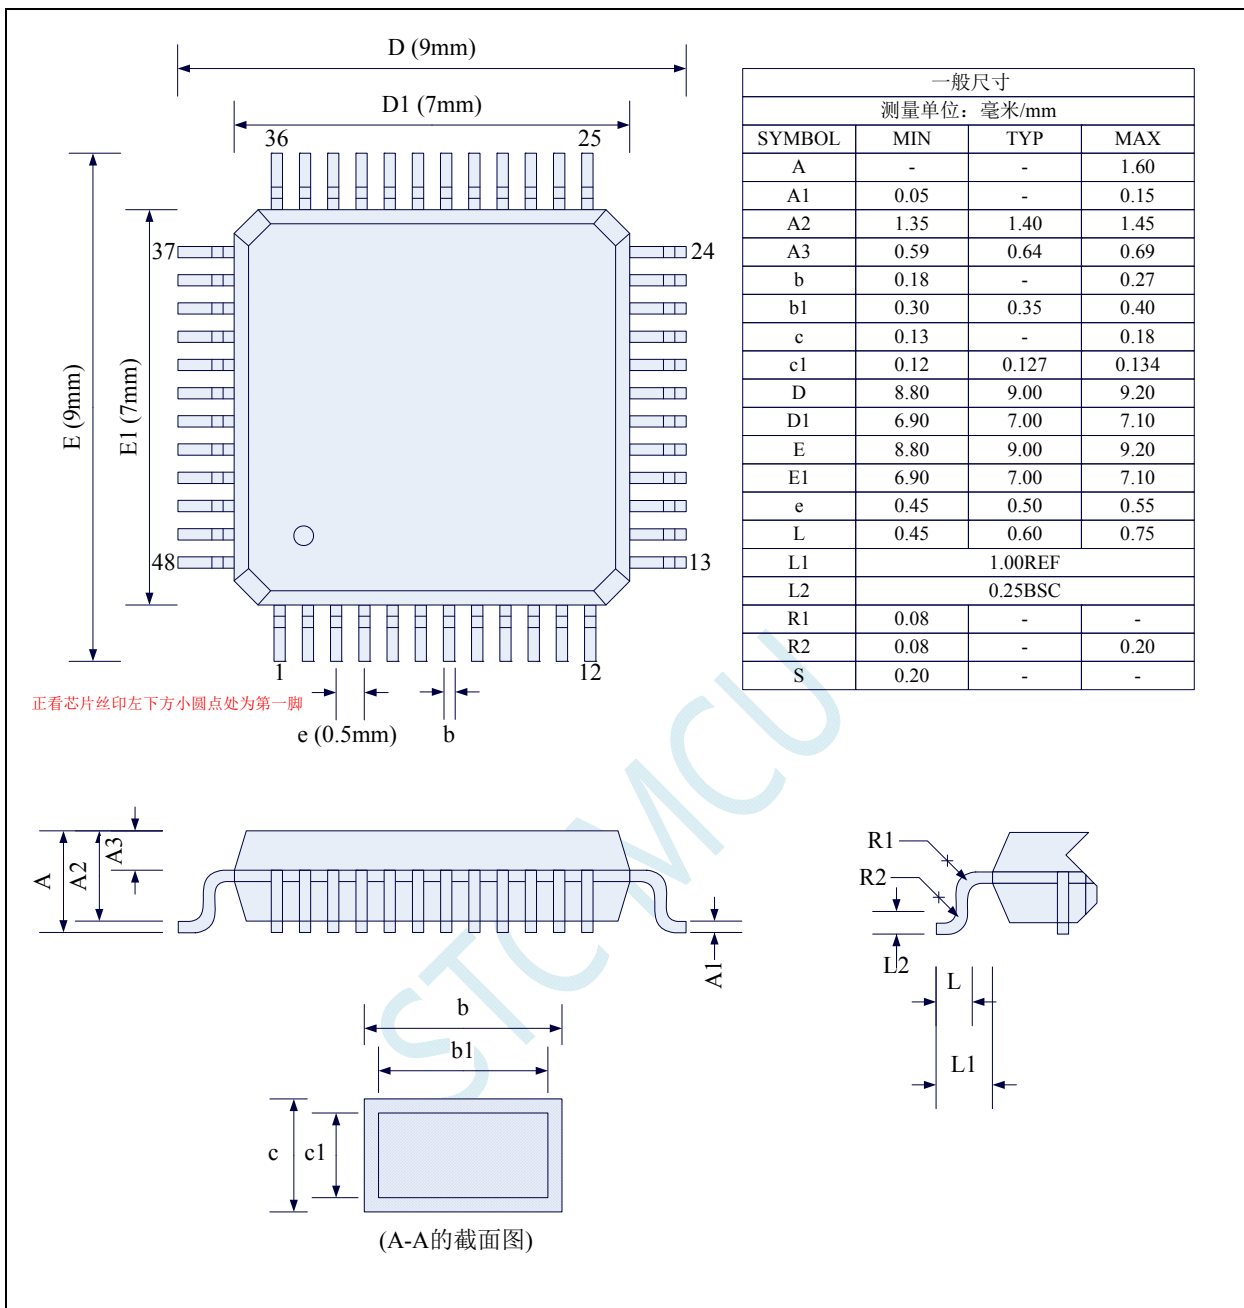 D (9mm)
D1 (7mm)
36 25
37 24
48 13
1 12
E (9mm)
E1 (7mm)
e (0.5mm) b
正看芯片丝印左下方小圆点处为第一脚
一般尺寸
测量单位：毫米/mm
SYMBOL MIN TYP MAX
A - - 1.60
A1 0.05 - 0.15
A2 1.35 1.40 1.45
A3 0.59 0.64 0.69
b 0.18 - 0.27
b1 0.30 0.35 0.40
c 0.13 - 0.18
c1 0.12 0.127 0.134
D 8.80 9.00 9.20
D1 6.90 7.00 7.10
E 8.80 9.00 9.20
E1 6.90 7.00 7.10
e 0.45 0.50 0.55
L 0.45 0.60 0.75
L1 1.00REF
L2 0.25BSC
R1 0.08 - -
R2 0.08 - 0.20
S 0.20 - -
STC MCU
A A2 A3
A1
R1
R2
L2
L
L1
b
b1
c c1
(A-A的截面图)